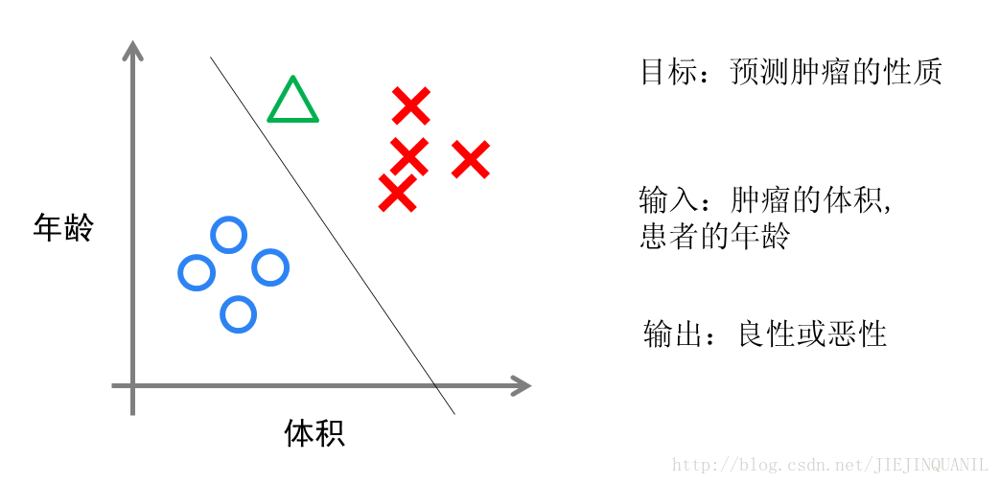 目标：预测肿瘤的性质
年龄
输入：肿瘤的体积,
患者的年龄
输出：良性或恶性
体积
http://blog.csdn.net/JIEJINQUANIL